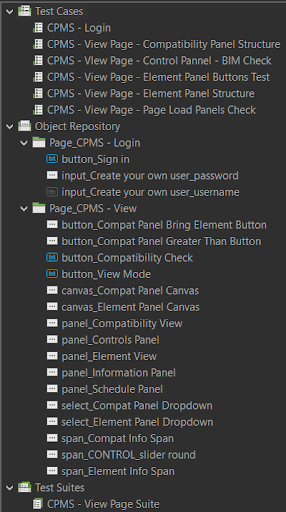 Test Cases
CPMS - Login
CPMS - View Page - Compatibility Panel Structure
CPMS - View Page - Control Pannel - BIM Check
CPMS - View Page - Element Panel Buttons Test
CPMS - View Page - Element Panel Structure
CPMS - View Page - Page Load Panels Check
Object Repository
Page_CPMS - Login
button_Sign in
input_Create your own user_password
input_Create your own user_username
Page_CPMS - View
button_Compat Panel Bring Element Button
button_Compat Panel Greater Than Button
button_Compatibility Check
button_View Mode
canvas_Compat Panel Canvas
canvas_Element Panel Canvas
panel_Compatibility View
panel_Controls Panel
panel_Element View
panel_Information Panel
panel_Schedule Panel
select_Compat Panel Dropdown
select_Element Panel Dropdown
span_Compat Info Span
span_CONTROL_slider round
span_Element Info Span
Test Suites
CPMS - View Page Suite